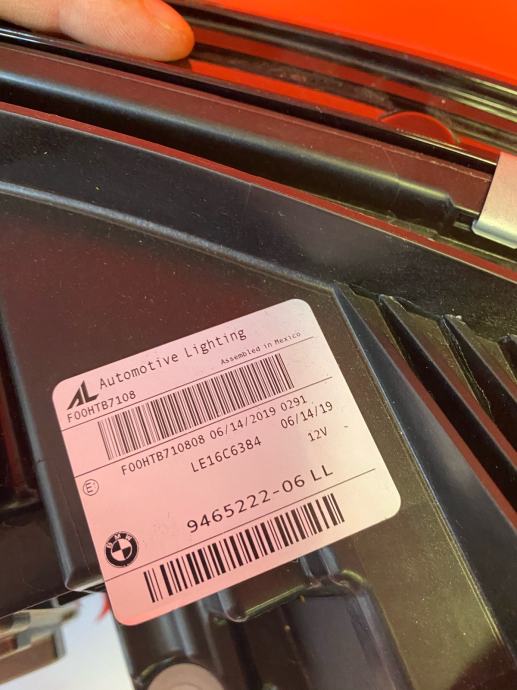 AL Automotive Lighting
F00HTB7108
Assembled in Mexico
F00HTB710808 06/14/2019 0291
LE16C6384 06/14/19
12V
9465222-06 LL
BMW